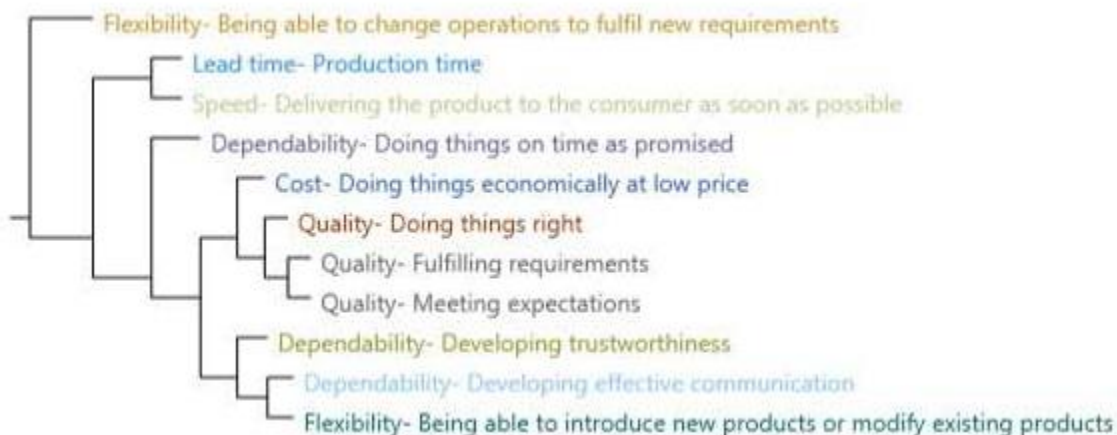 Flexibility- Being able to change operations to fulfil new requirements
Lead time- Production time
Speed- Delivering the product to the consumer as soon as possible
Dependability- Doing things on time as promised
Cost- Doing things economically at low price
Quality- Doing things right
Quality- Fulfilling requirements
Quality- Meeting expectations
Dependability- Developing trustworthiness
Dependability- Developing effective communication
Flexibility- Being able to introduce new products or modify existing products